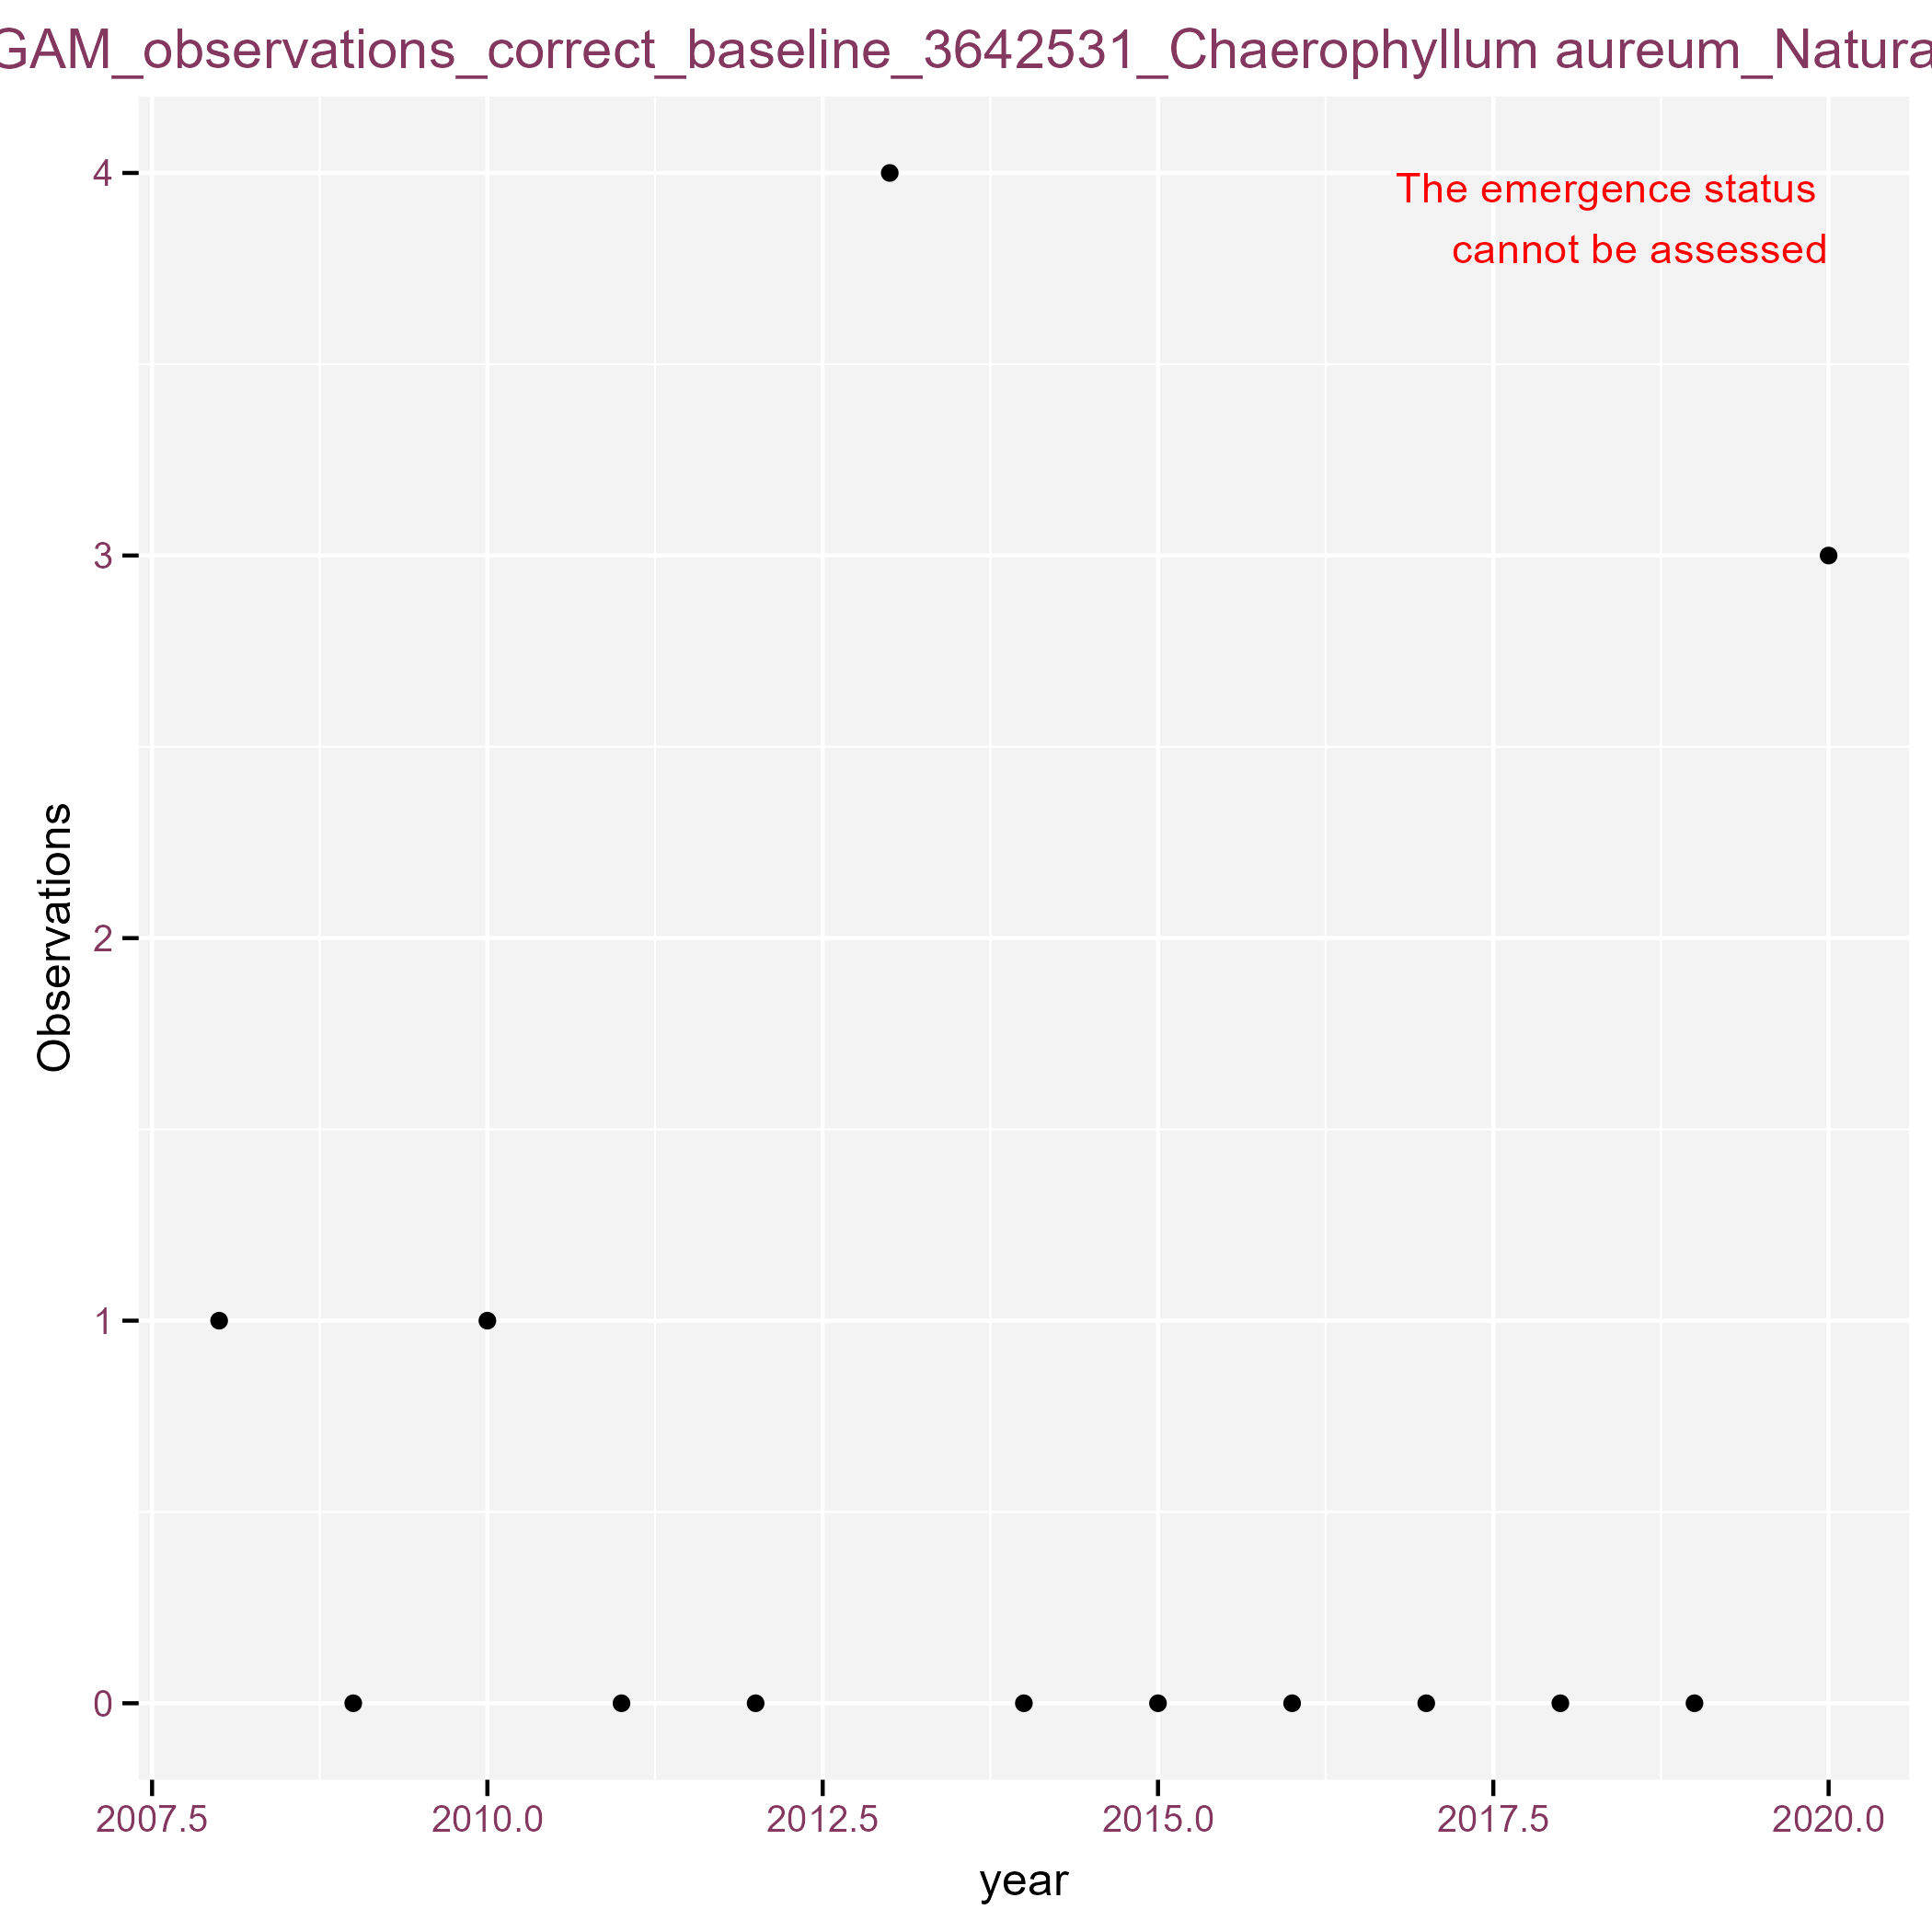 GAM_observations_correct_baseline_3642531_Chaerophyllum aureum_Natura
4
The emergence status
cannot be assessed
3
Observations
2
1
0
2007.5 2010.0 2012.5 2015.0 2017.5 2020.0
year